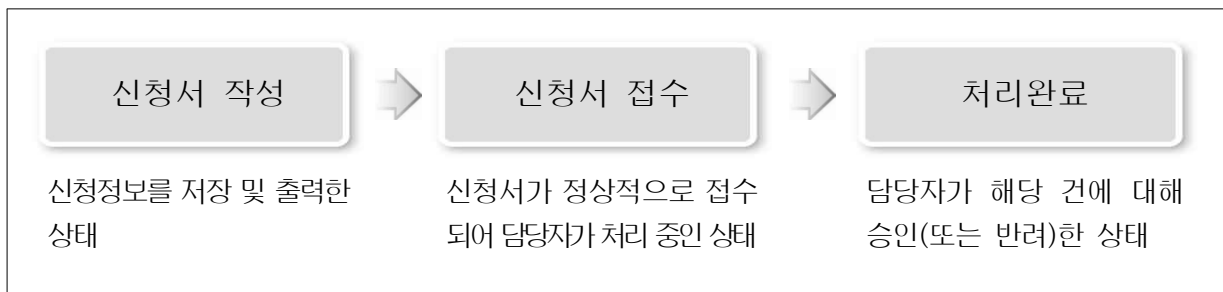 신청서 작성
신청서 접수
처리완료
신청정보를 저장 및 출력한
상태
신청서가 정상적으로 접수
되어 담당자가 처리 중인 상태
담당자가 해당 건에 대해
승인(또는 반려)한 상태